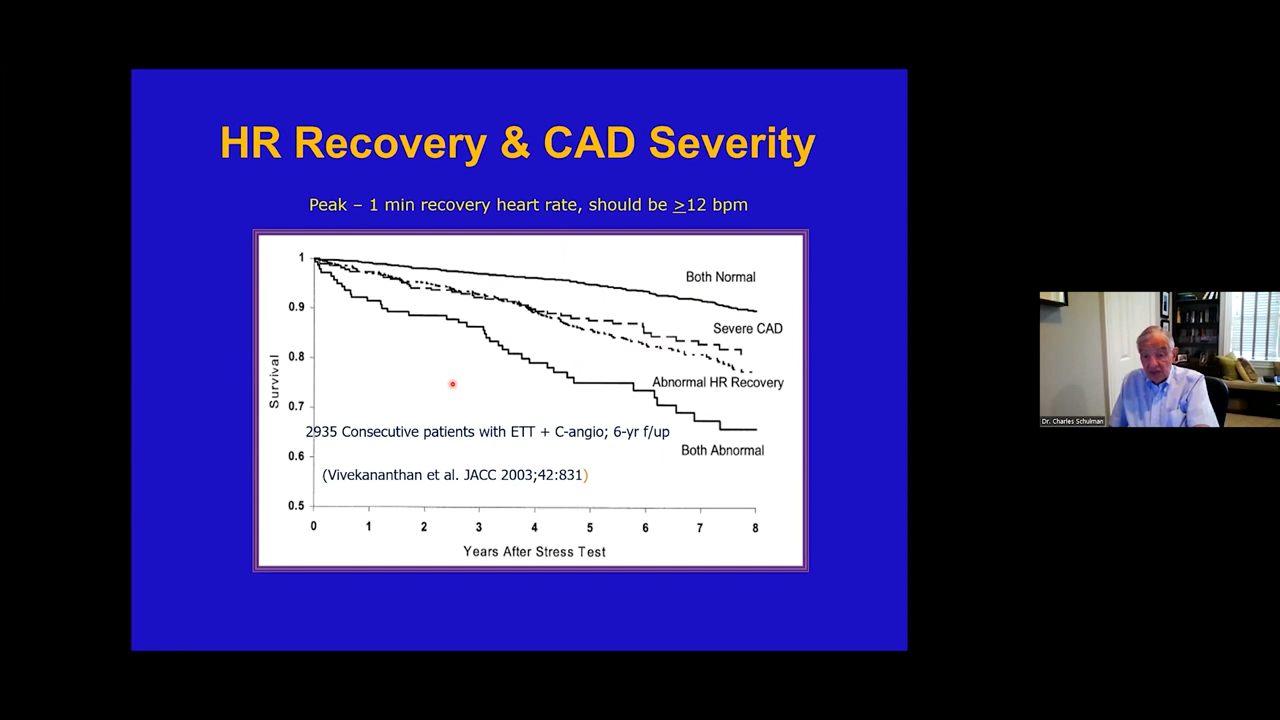 HR Recovery & CAD Severity
Peak – 1 min recovery heart rate, should be ≥12 bpm
1
0.9
0.8
0.7
0.6
0.5
Survival
Both Normal
Severe CAD
Abnormal HR Recovery
Both Abnormal
2935 Consecutive patients with ETT + C-angio; 6-yr f/up
(Vivekananthan et al. JACC 2003;42:831)
0 1 2 3 4 5 6 7 8
Years After Stress Test
Dr. Charles Schulman